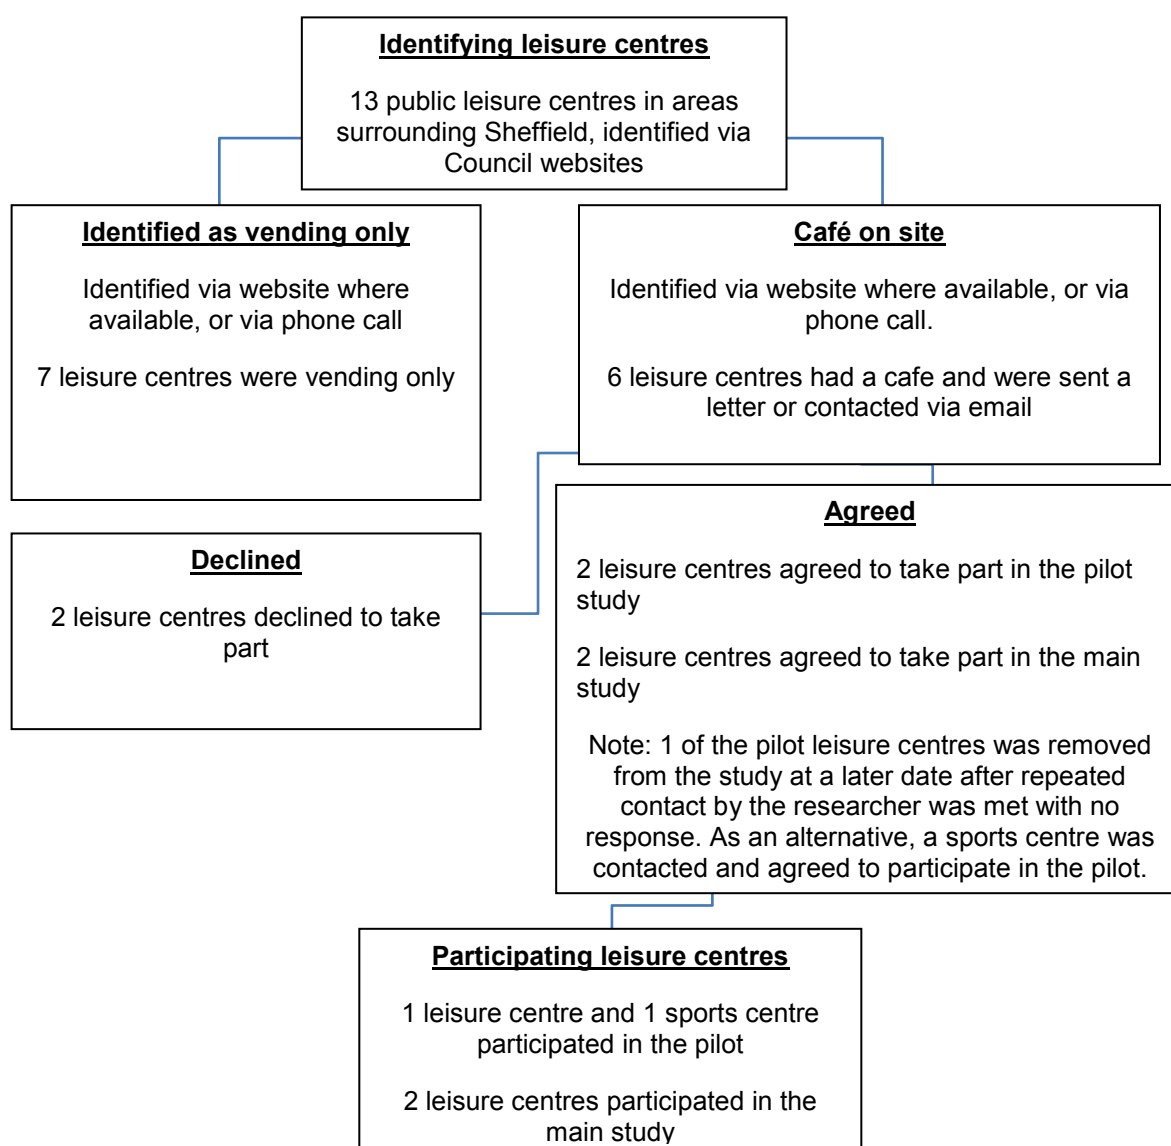 Identifying leisure centres
13 public leisure centres in areas
surrounding Sheffield, identified via
Council websites
Identified as vending only
Identified via website where
available, or via phone call
7 leisure centres were vending only
Café on site
Identified via website where available, or via
phone call.
6 leisure centres had a cafe and were sent a
letter or contacted via email
Declined
2 leisure centres declined to take
part
Agreed
2 leisure centres agreed to take part in the pilot
study
2 leisure centres agreed to take part in the main
study
Note: 1 of the pilot leisure centres was removed
from the study at a later date after repeated
contact by the researcher was met with no
response. As an alternative, a sports centre was
contacted and agreed to participate in the pilot.
Participating leisure centres
1 leisure centre and 1 sports centre
participated in the pilot
2 leisure centres participated in the
main study